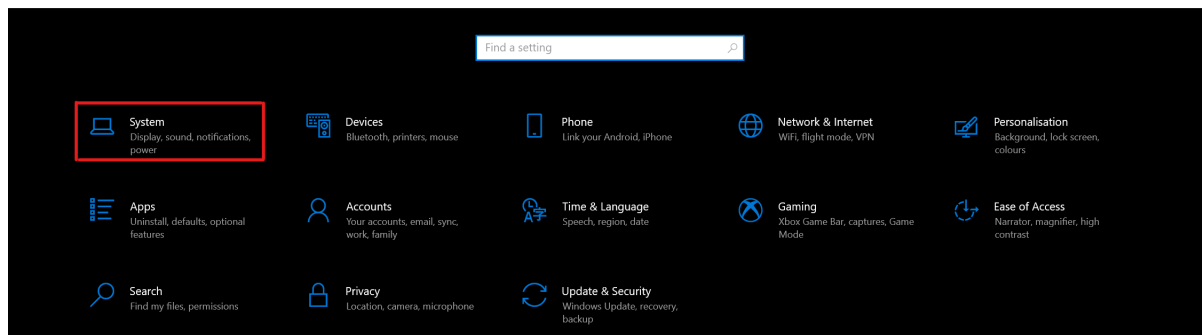 Find a setting
System
Display, sound, notifications,
power
Devices
Bluetooth, printers, mouse
Phone
Link your Android, iPhone
Network & Internet
WiFi, flight mode, VPN
Personalisation
Background, lock screen,
colours
Apps
Uninstall, defaults, optional
features
Accounts
Your accounts, email, sync,
work, family
Time & Language
Speech, region, date
Gaming
Xbox Game Bar, captures, Game
Mode
Ease of Access
Narrator, magnifier, high
contrast
Search
Find my files, permissions
Privacy
Location, camera, microphone
Update & Security
Windows Update, recovery,
backup